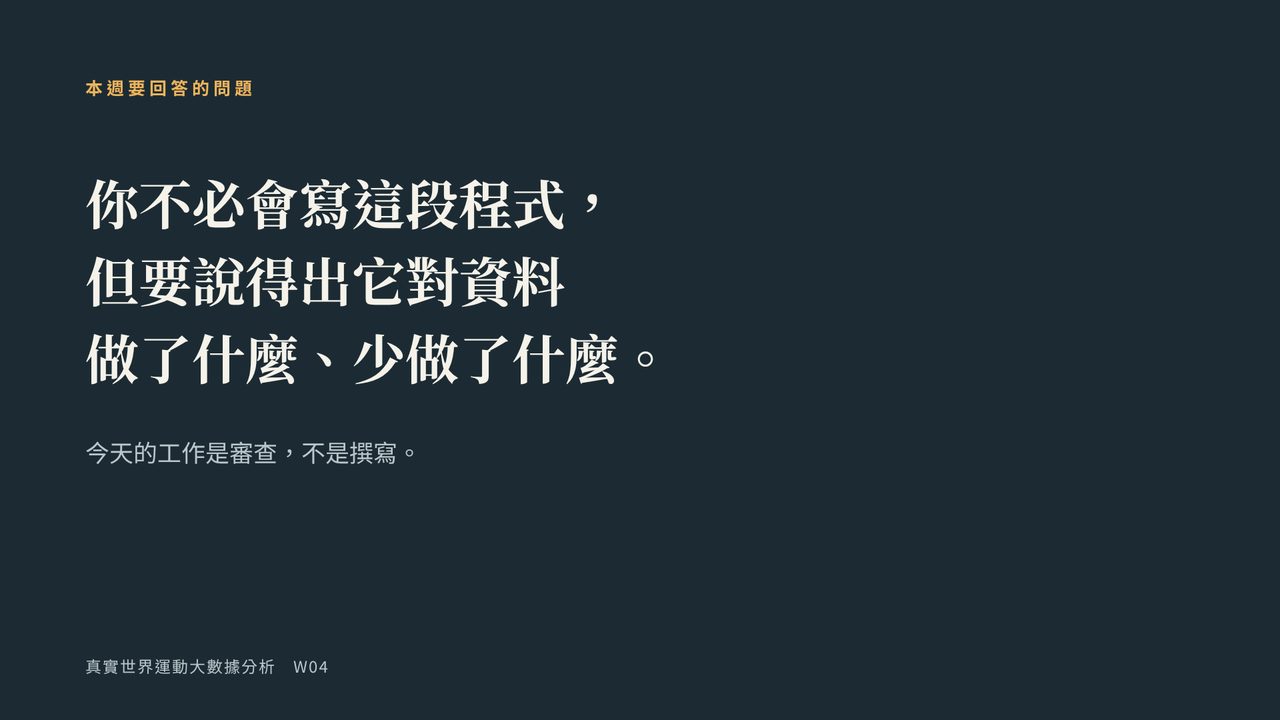 本週要回答的問題
你不必會寫這段程式，
但要說得出它對資料
做了什麼、少做了什麼。
今天的工作是審查，不是撰寫。
真實世界運動大數據分析　W04